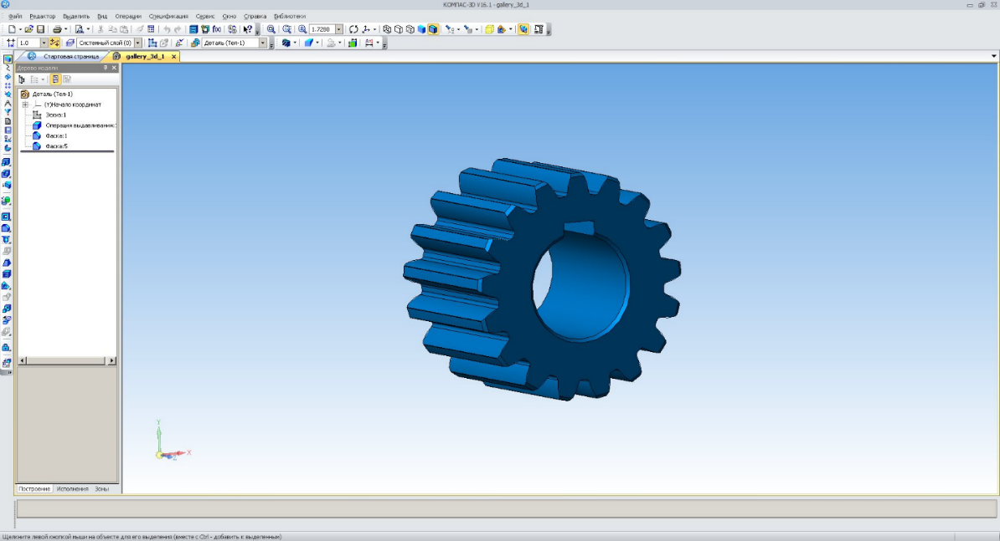 КОМПАС-3D V16.1 - gallery_3d_1
Файл Редактор Выделить Вид Операции Спецификация Сервис Окно Справка Библиотеки
f(x) 1.7280
1.0 Системный слой (0) Деталь (Тел-1)
Стартовая страница gallery_3d_1 x
Дерево модели
Деталь (Тел-1)
(т)Начало координат
Эскиз:1
Операция выдавливания:
Фаска:1
Фаска:5
Y
X
Z
Построение Исполнения Зоны
Щелкните левой кнопкой мыши на объекте для его выделения (вместе с Ctrl - добавить к выделенным)